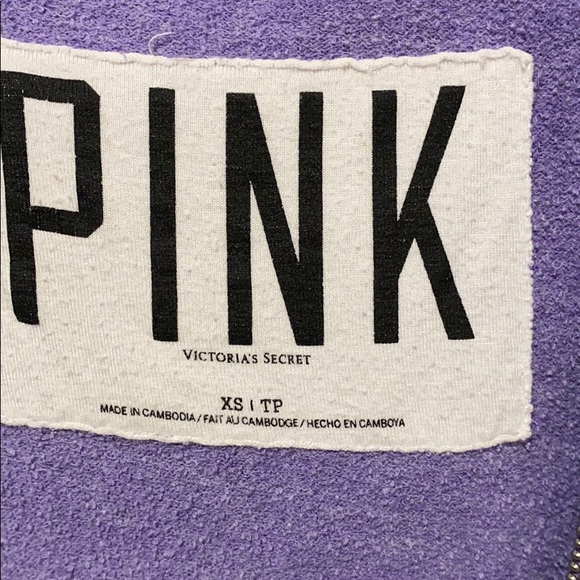 PINK
VICTORIA'S SECRET
XS | TP
MADE IN CAMBODIA / FAIT AU CAMBODGE / HECHO EN CAMBOYA